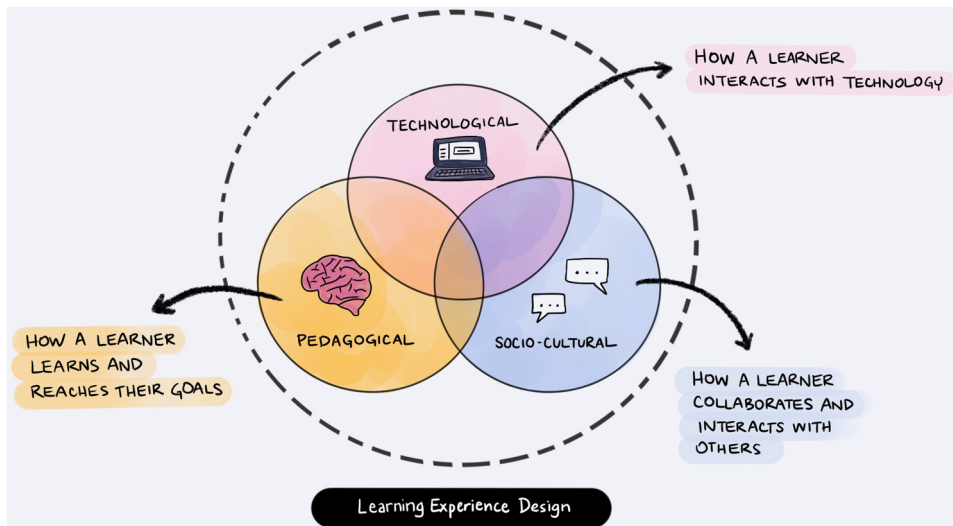 HOW A LEARNER
INTERACTS WITH TECHNOLOGY
TECHNOLOGICAL
PEDAGOGICAL
SOCIO-CULTURAL
HOW A LEARNER
LEARNS AND
REACHES THEIR GOALS
HOW A LEARNER
COLLABORATES AND
INTERACTS WITH
OTHERS
Learning Experience Design